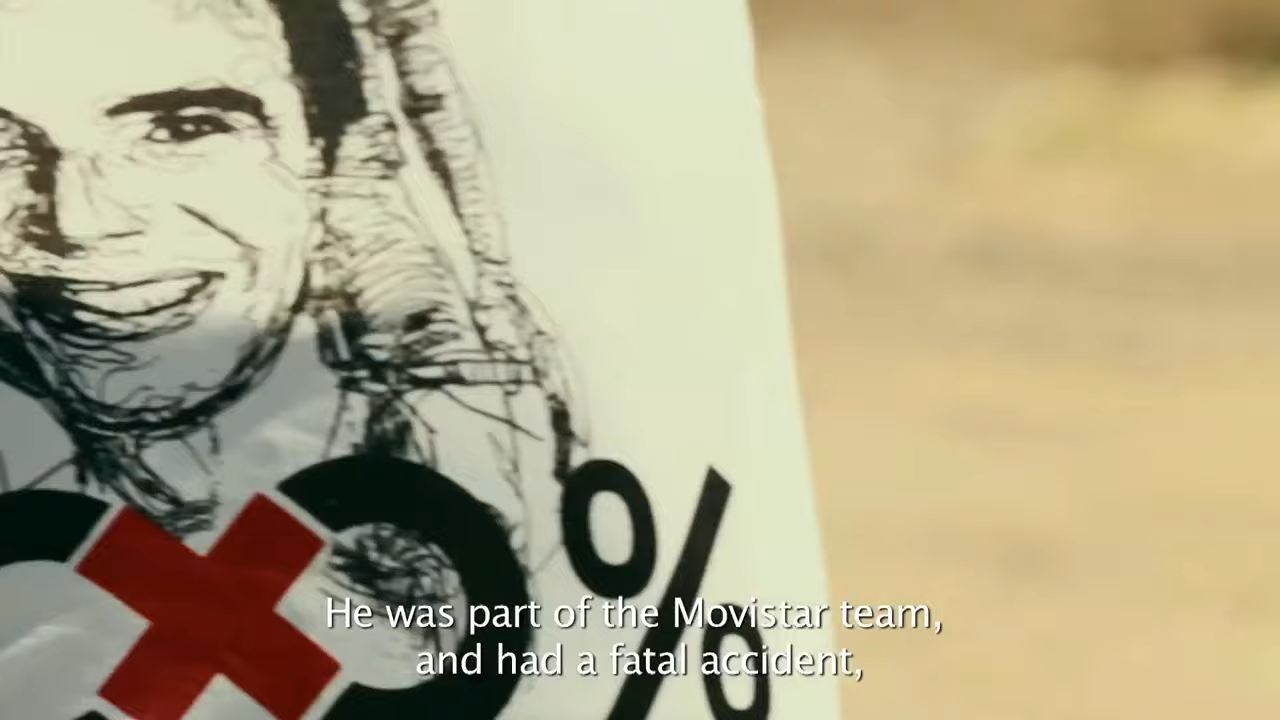 %
He was part of the Movistar team,
and had a fatal accident,